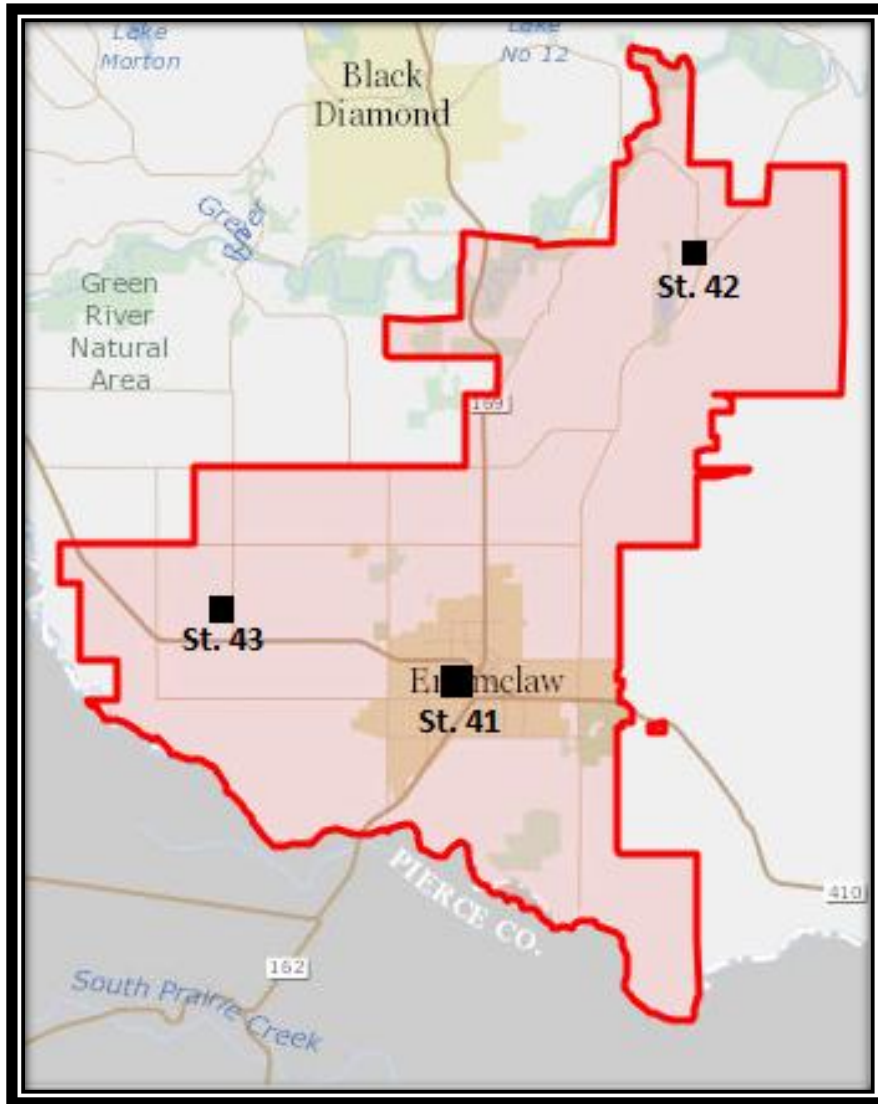 Lake
Morton
Lake
No 12
Black
Diamond
Green
River
Green
River
Natural
Area
St. 42
169
St. 43
St. 41
PIERCE CO.
410
162
South Prairie Creek